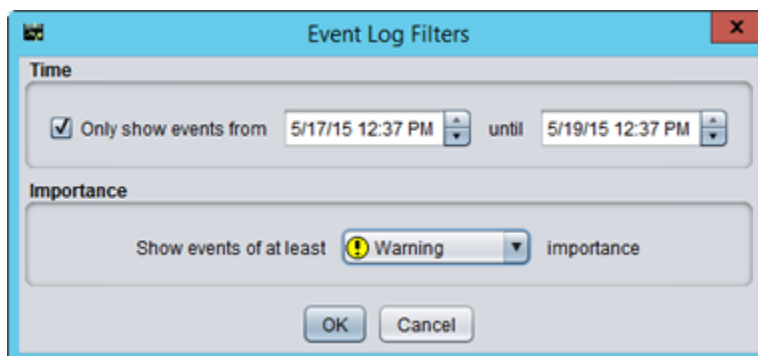 Event Log Filters
Time
Only show events from 5/17/15 12:37 PM until 5/19/15 12:37 PM
Importance
Show events of at least Warning importance
OK Cancel